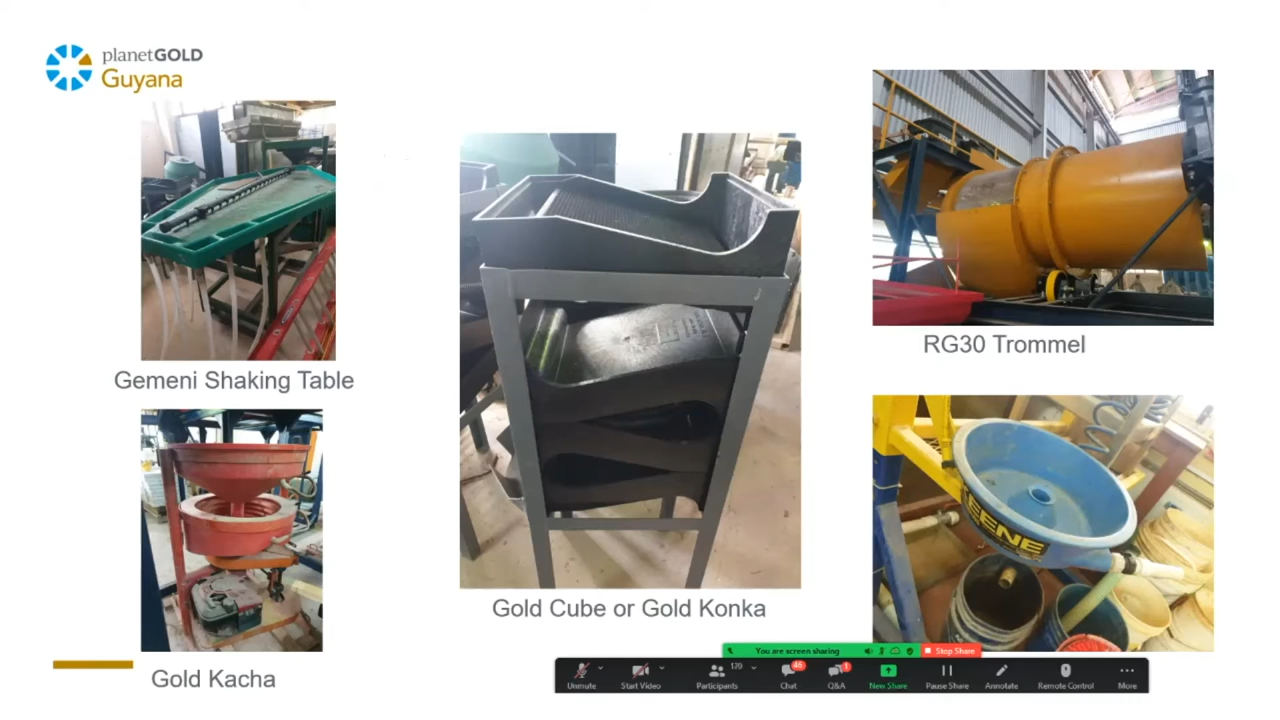 planetGOLD
Guyana
Gemeni Shaking Table
Gold Kacha
Gold Cube or Gold Konka
RG30 Trommel
KEENE
You are screen sharing
Stop Share
Unmute
Start Video
Participants
Chat
46
Q&A
1
New Share
Pause Share
Annotate
Remote Control
More